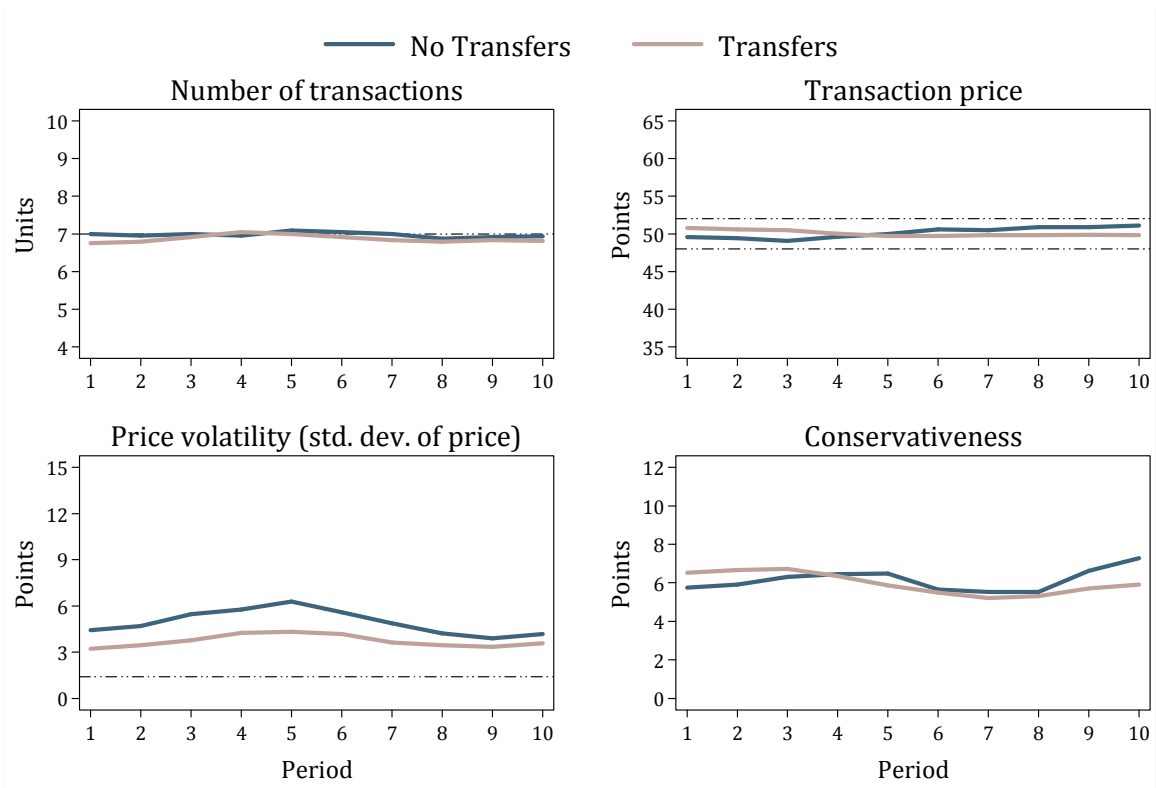 No Transfers Transfers
Number of transactions
10
9
8
7
6
5
4
Units
1 2 3 4 5 6 7 8 9 10
Transaction price
65
60
55
50
45
40
35
Points
1 2 3 4 5 6 7 8 9 10
Price volatility (std. dev. of price)
15
12
9
6
3
0
Points
1 2 3 4 5 6 7 8 9 10
Period
Conservativeness
12
10
8
6
4
2
0
Points
1 2 3 4 5 6 7 8 9 10
Period